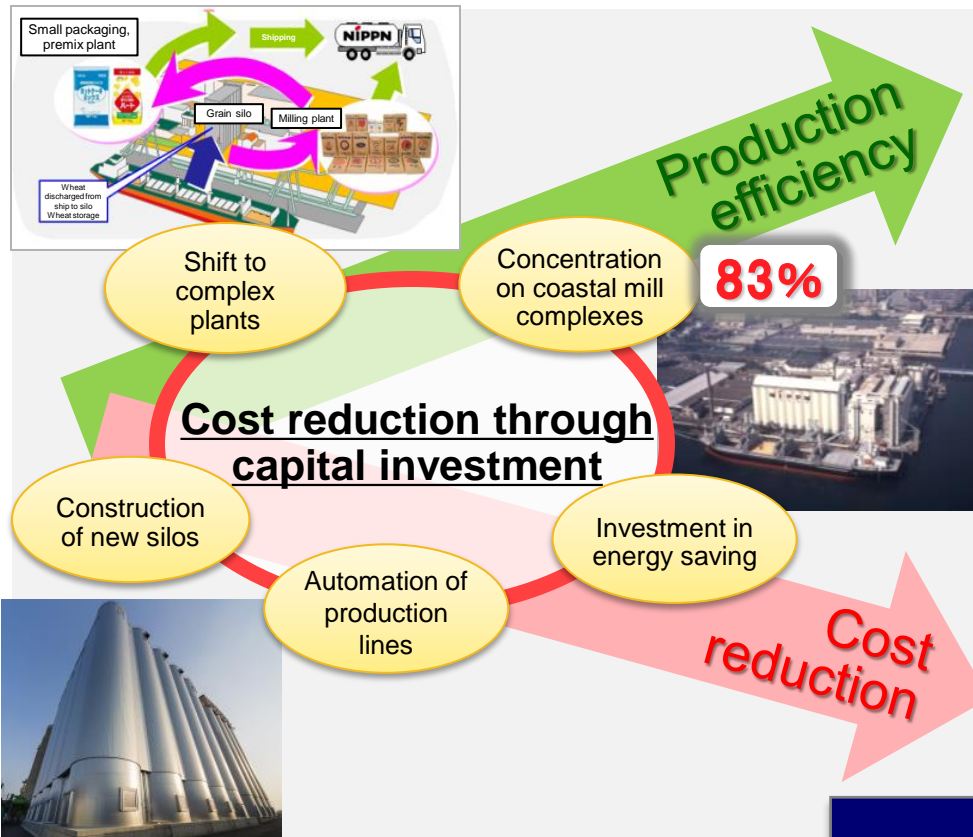 Small packaging,
premix plant
Shipping
NIPPN
Grain silo
Milling plant
Wheat
discharged from
ship to silo
Wheat storage
Production
efficiency
Shift to
complex
plants
Concentration
on coastal mill
complexes
83%
Cost reduction through
capital investment
Construction
of new silos
Investment in
energy saving
Automation of
production
lines
Cost
reduction